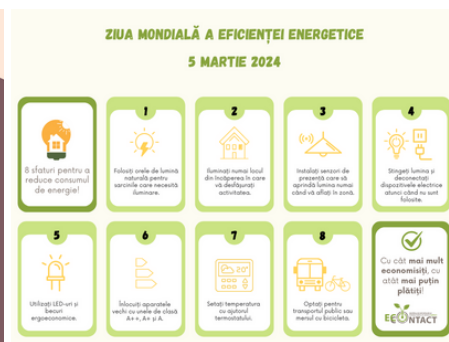 ZIUA MONDIALĂ A EFICIENȚEI ENERGETICE
5 MARTIE 2024
8 sfaturi pentru a
reduce consumul
de energie!
1
Folosiți orele de lumină
naturală pentru
sarcinile care necesită
iluminare.
2
Iluminați numai locul
din încăperea în care
vă desfășurați
activitatea.
3
Instalați senzori de
prezență care să
aprindă lumina numai
când vă aflați în zonă.
4
Stingeți lumina și
deconectați
dispozitivele electrice
atunci când nu sunt
folosite.
5
Utilizați LED-uri și
becuri
ergoeconomice.
6
Înlocuiți aparatele
vechi cu unele de clasă
A++, A+ și A.
7
Setați temperatura
cu ajutorul
termostatului.
8
Optați pentru
transportul public sau
mersul cu bicicleta.
Cu cât mai mult
economisiți, cu
atât mai puțin
plătiți!
ECONTACT